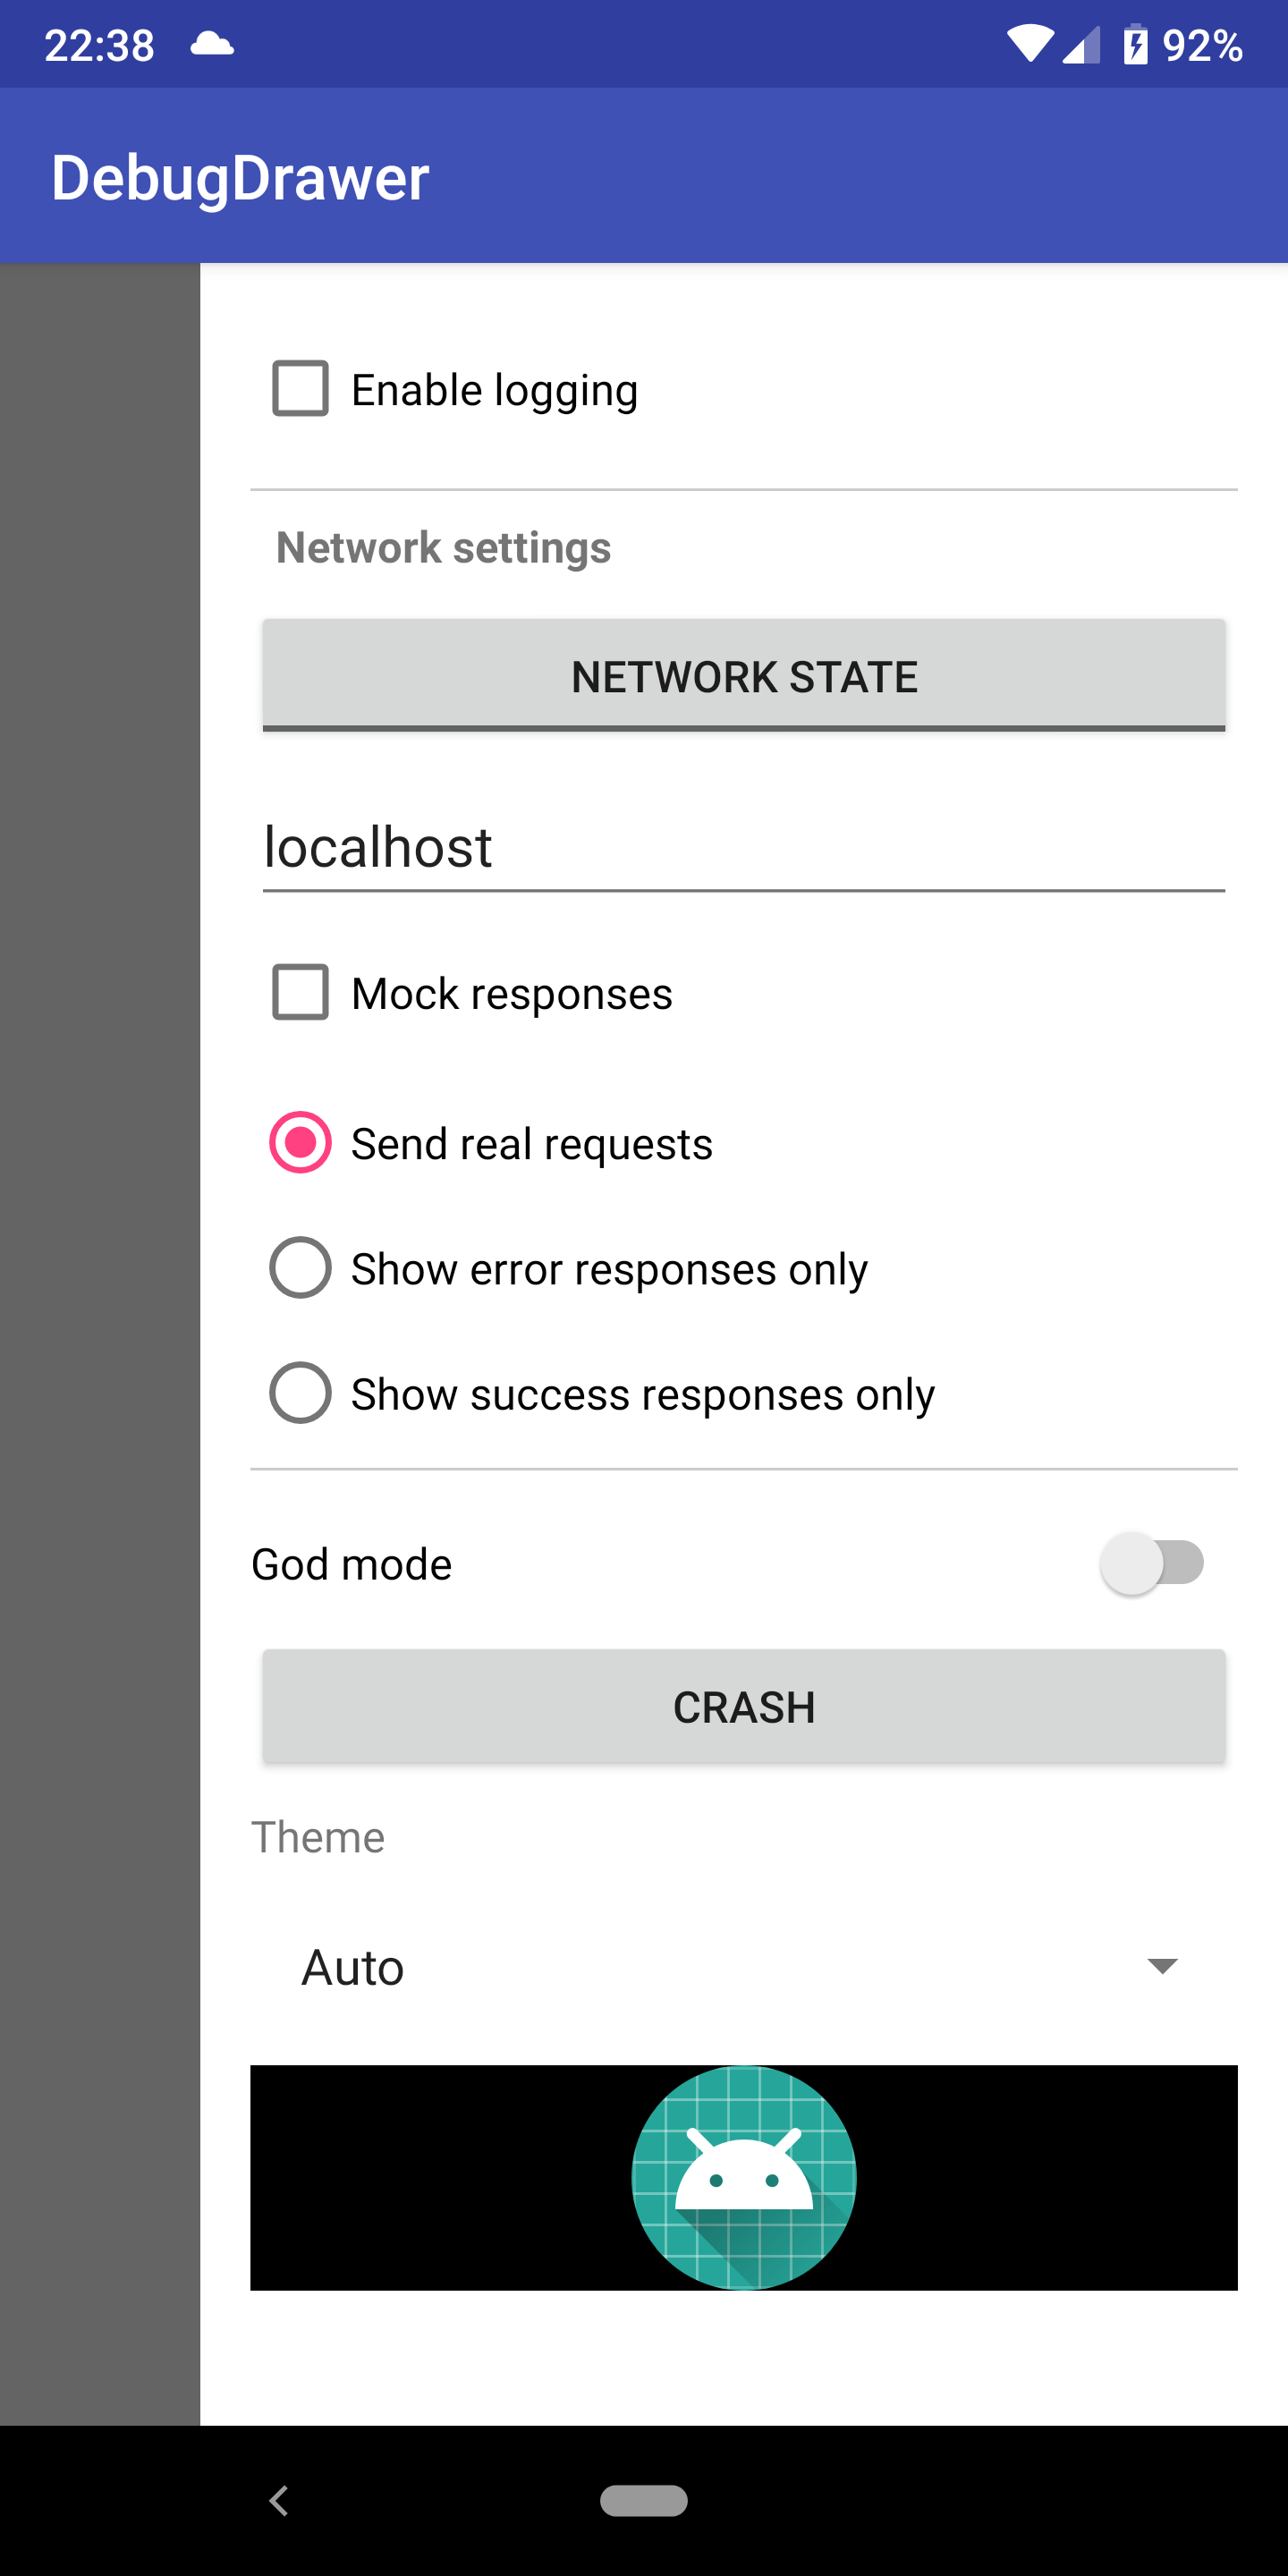 22:38
92%
DebugDrawer
Enable logging
Network settings
NETWORK STATE
localhost
Mock responses
Send real requests
Show error responses only
Show success responses only
God mode
CRASH
Theme
Auto